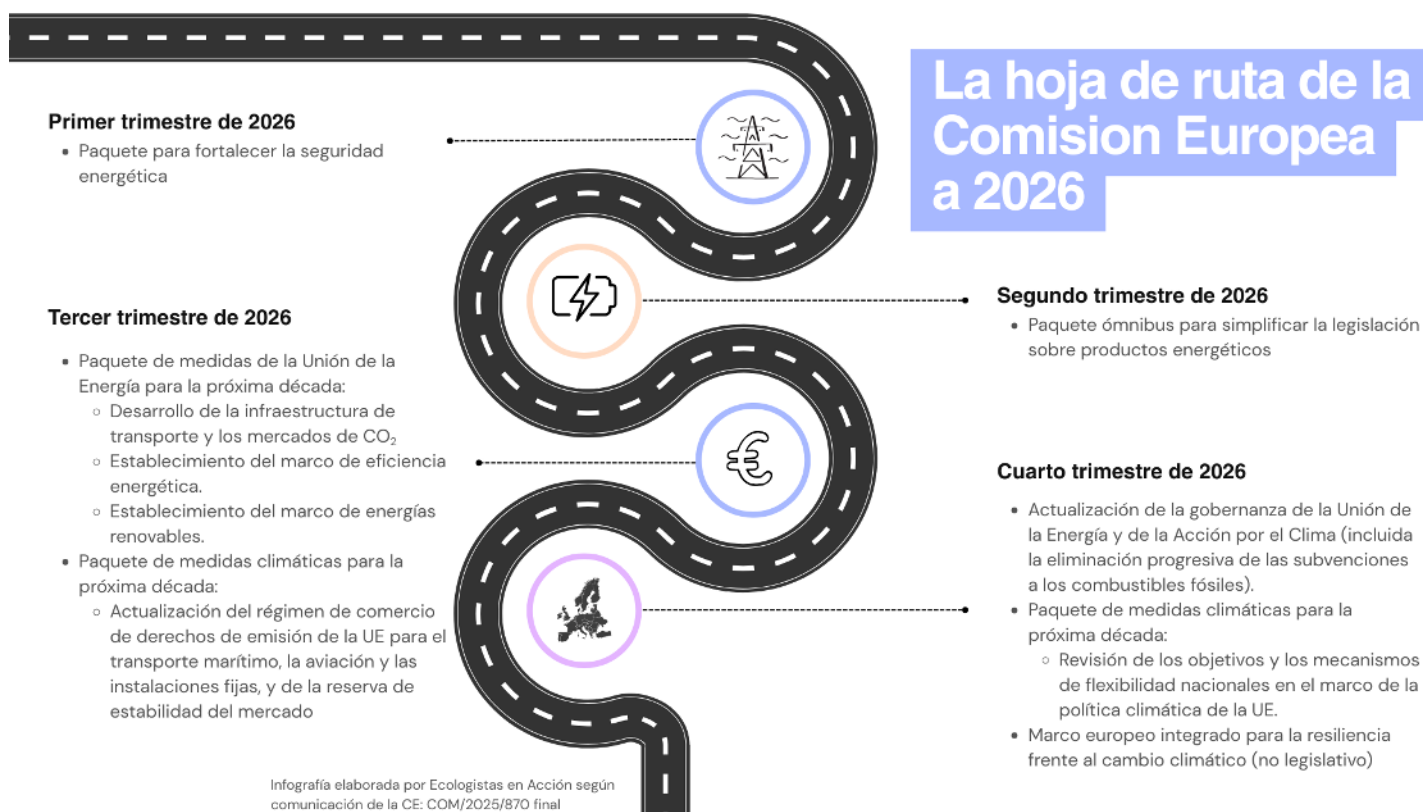 La hoja de ruta de la
Comision Europea
a 2026
Primer trimestre de 2026
• Paquete para fortalecer la seguridad
energética
Segundo trimestre de 2026
• Paquete ómnibus para simplificar la legislación
sobre productos energéticos
Tercer trimestre de 2026
• Paquete de medidas de la Unión de la
Energía para la próxima década:
◦ Desarrollo de la infraestructura de
transporte y los mercados de CO₂
◦ Establecimiento del marco de eficiencia
energética.
◦ Establecimiento del marco de energías
renovables.
• Paquete de medidas climáticas para la
próxima década:
◦ Actualización del régimen de comercio
de derechos de emisión de la UE para el
transporte marítimo, la aviación y las
instalaciones fijas, y de la reserva de
estabilidad del mercado
Cuarto trimestre de 2026
• Actualización de la gobernanza de la Unión de
la Energía y de la Acción por el Clima (incluida
la eliminación progresiva de las subvenciones
a los combustibles fósiles).
• Paquete de medidas climáticas para la
próxima década:
◦ Revisión de los objetivos y los mecanismos
de flexibilidad nacionales en el marco de la
política climática de la UE.
• Marco europeo integrado para la resiliencia
frente al cambio climático (no legislativo)
€
Infografía elaborada por Ecologistas en Acción según
comunicación de la CE: COM/2025/870 final